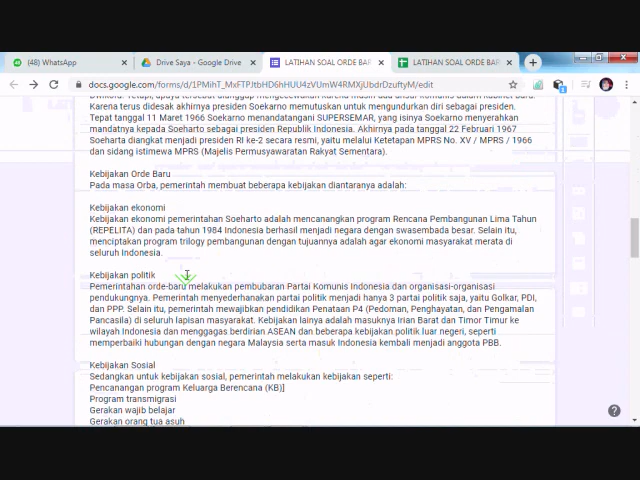 (48) WhatsApp
Drive Saya - Google Drive
LATIHAN SOAL ORDE BAR
LATIHAN SOAL ORDE BAR
docs.google.com/forms/d/1PMihT_MxFTPJtbHD6hHUU4zVUmW4RMXjUbdrDzuftyM/edit
Karena terus didesak akhirnya presiden Soekarno memutuskan untuk mengundurkan diri sebagai presiden.
Tepat tanggal 11 Maret 1966 Soekarno menandatangani SUPERSEMAR, yang isinya Soekarno menyerahkan
mandatnya kepada Soeharto sebagai presiden Republik Indonesia. Akhirnya pada tanggal 22 Februari 1967
Soeharta diangkat menjadi presiden RI ke-2 secara resmi, yaitu melalui Ketetapan MPRS No. XV / MPRS / 1966
dan sidang istimewa MPRS (Majelis Permusyawaratan Rakyat Sementara).
Kebijakan Orde Baru
Pada masa Orba, pemerintah membuat beberapa kebijakan diantaranya adalah:
Kebijakan ekonomi
Kebijakan ekonomi pemerintahan Soeharto adalah mencanangkan program Rencana Pembangunan Lima Tahun
(REPELITA) dan pada tahun 1984 Indonesia berhasil menjadi negara dengan swasembada besar. Selain itu,
menciptakan program trilogy pembangunan dengan tujuannya adalah agar ekonomi masyarakat merata di
seluruh Indonesia.
Kebijakan politik
Pemerintahan orde-baru melakukan pembubaran Partai Komunis Indonesia dan organisasi-organisasi
pendukungnya. Pemerintah menyederhanakan partai politik menjadi hanya 3 partai politik saja, yaitu Golkar, PDI,
dan PPP. Selain itu, pemerintah mewajibkan pendidikan Penataan P4 (Pedoman, Penghayatan, dan Pengamalan
Pancasila) di seluruh lapisan masyarakat. Kebijakan lainya adalah masuknya Irian Barat dan Timor Timur ke
wilayah Indonesia dan menggagas berdirian ASEAN dan beberapa kebijakan politik luar negeri, seperti
memperbaiki hubungan dengan negara Malaysia serta masuk Indonesia kembali menjadi anggota PBB.
Kebijakan Sosial
Sedangkan untuk kebijakan sosial, pemerintah melakukan kebijakan seperti:
Pencanangan program Keluarga Berencana (KB)]
Program transmigrasi
Gerakan wajib belajar
Gerakan orang tua asuh